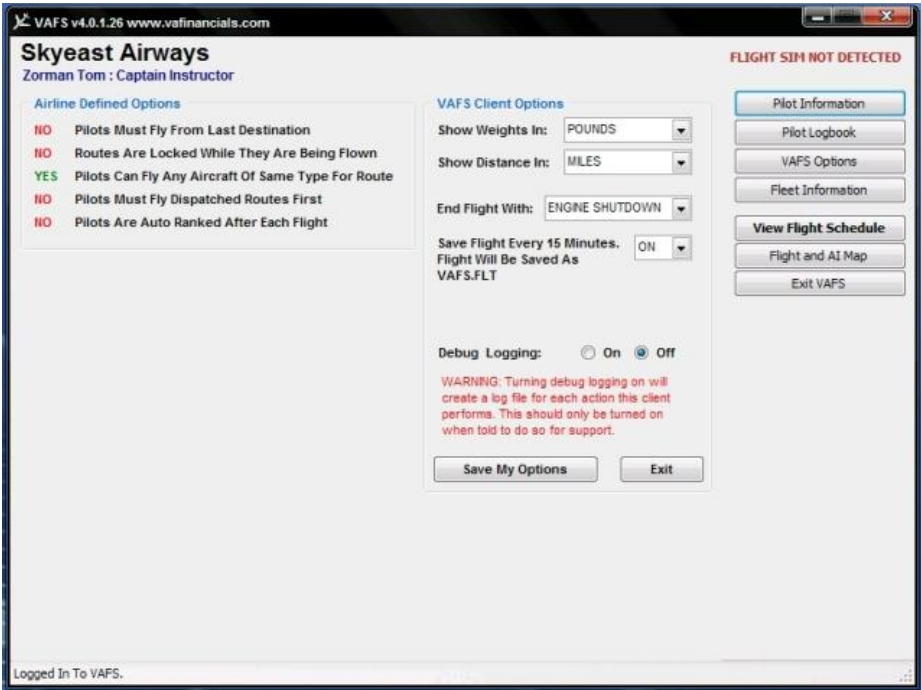 VAFS v4.0.1.26 www.vafinancials.com
Skyeast Airways
Zorman Tom : Captain Instructor
FLIGHT SIM NOT DETECTED
Airline Defined Options
NO Pilots Must Fly From Last Destination
NO Routes Are Locked While They Are Being Flown
YES Pilots Can Fly Any Aircraft Of Same Type For Route
NO Pilots Must Fly Dispatched Routes First
NO Pilots Are Auto Ranked After Each Flight
VAFS Client Options
Show Weights In: POUNDS
Show Distance In: MILES
End Flight With: ENGINE SHUTDOWN
Save Flight Every 15 Minutes. ON
Flight Will Be Saved As
VAFS.FLT
Debug Logging: On Off
WARNING: Turning debug logging on will
create a log file for each action this client
performs. This should only be turned on
when told to do so for support.
Save My Options Exit
Pilot Information
Pilot Logbook
VAFS Options
Fleet Information
View Flight Schedule
Flight and AI Map
Exit VAFS
Logged In To VAFS.